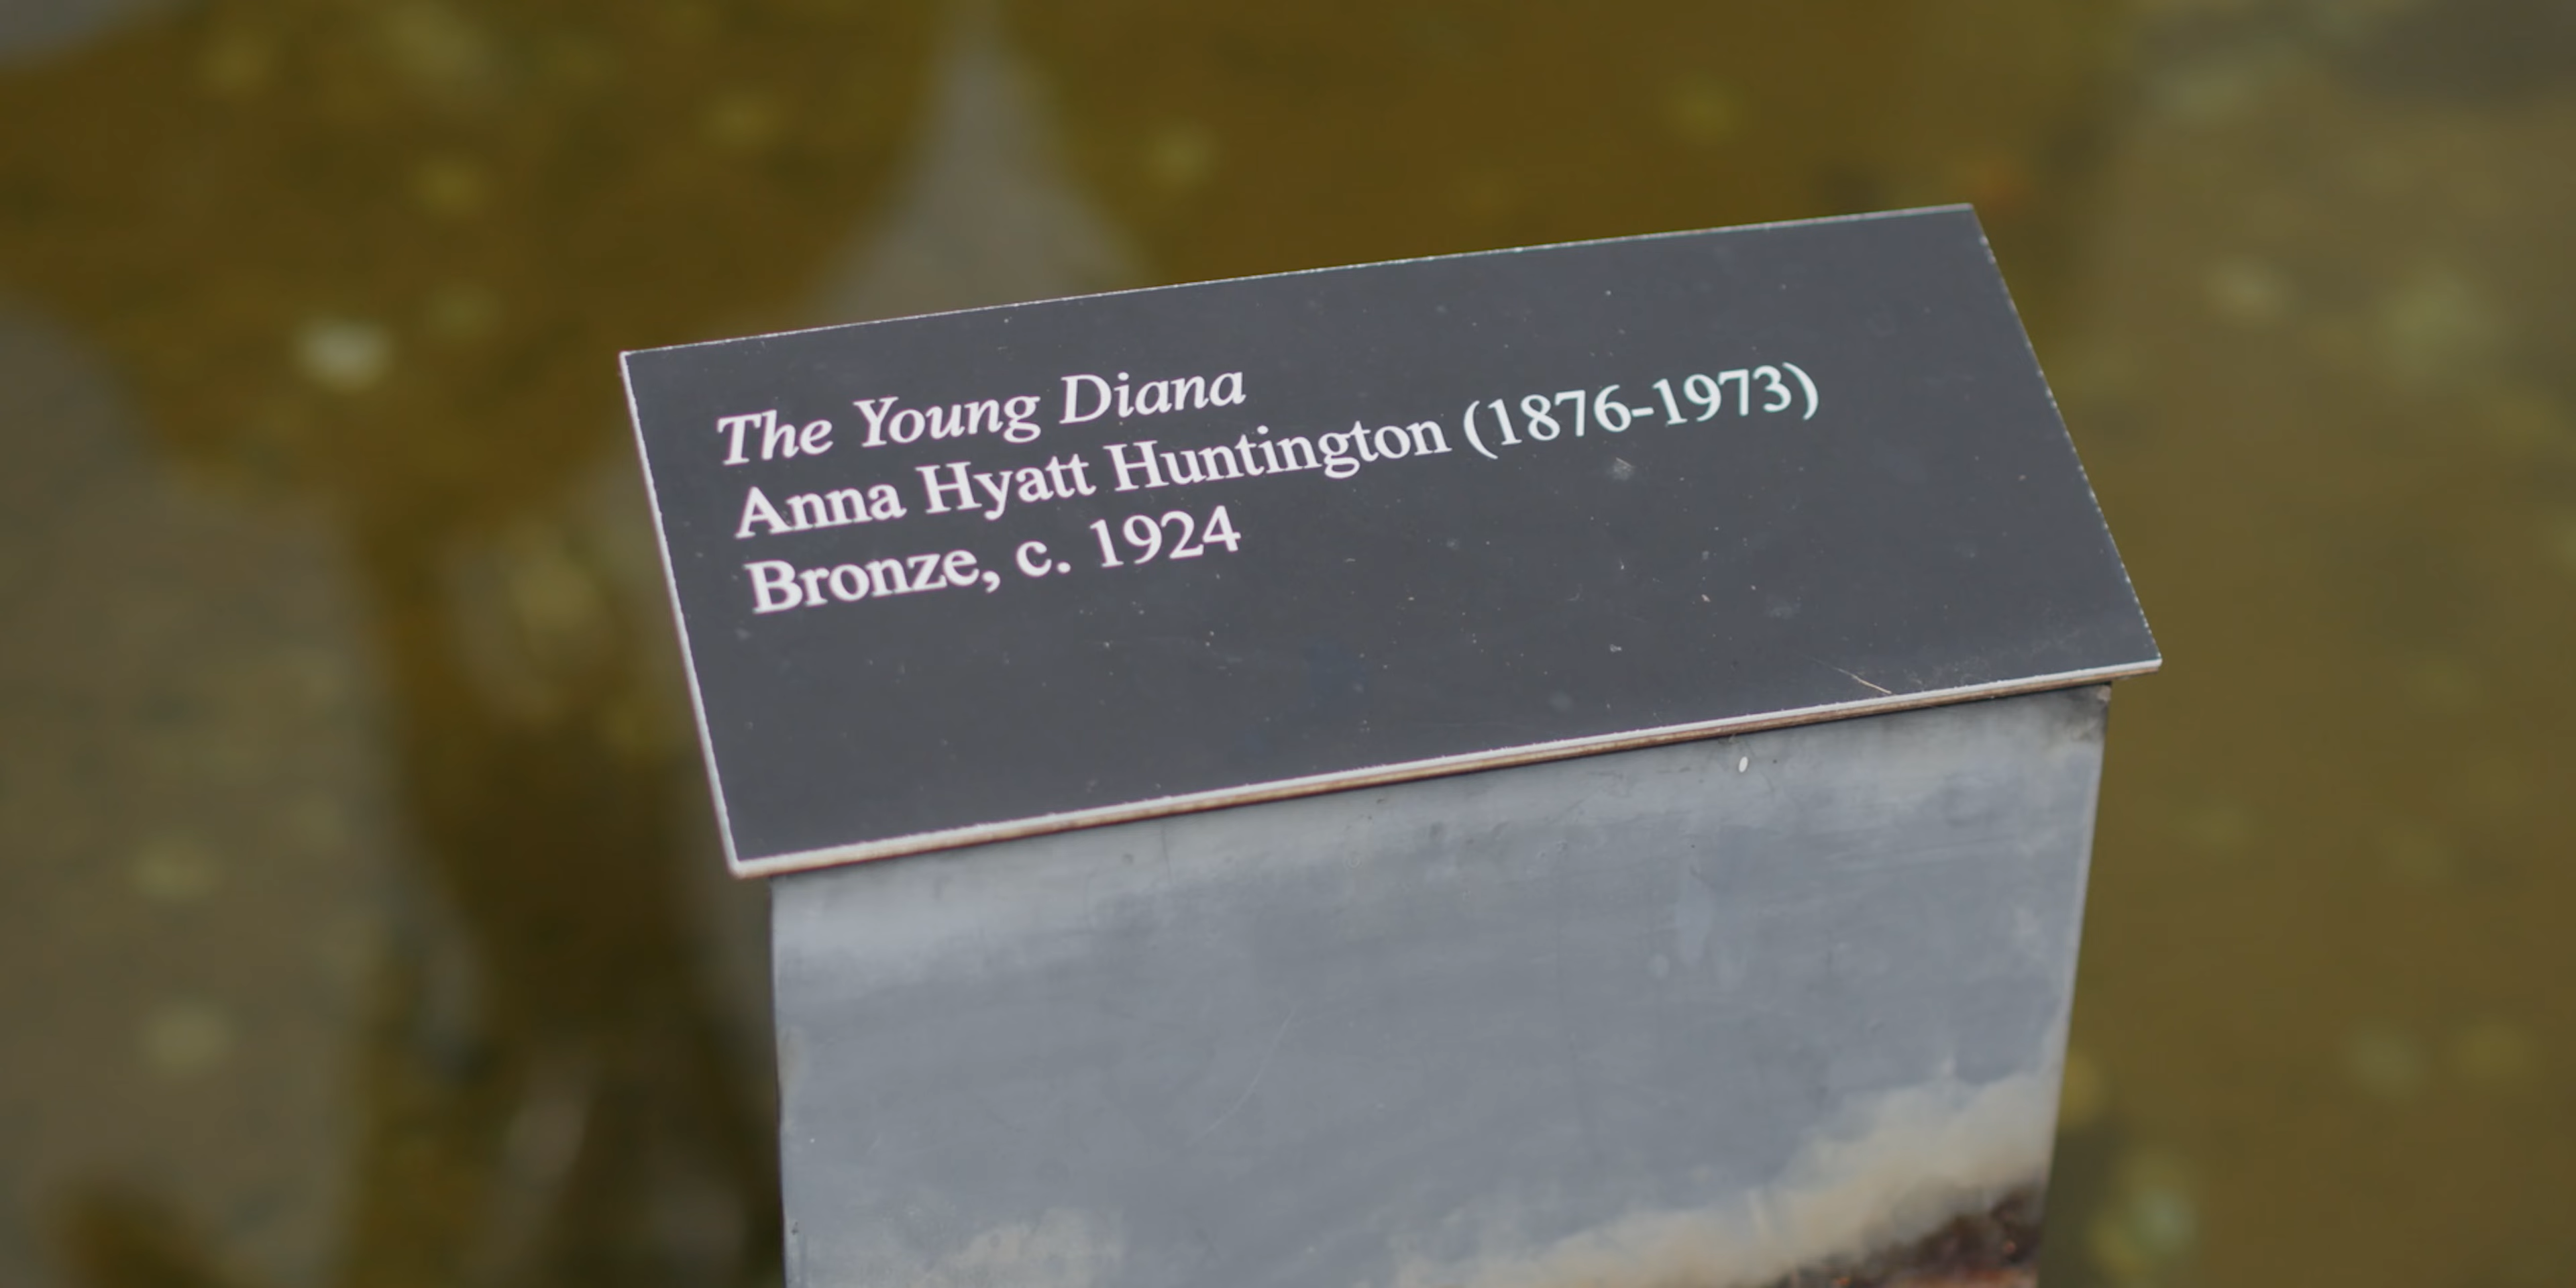 The Young Diana
Anna Hyatt Huntington (1876-1973)
Bronze, c. 1924